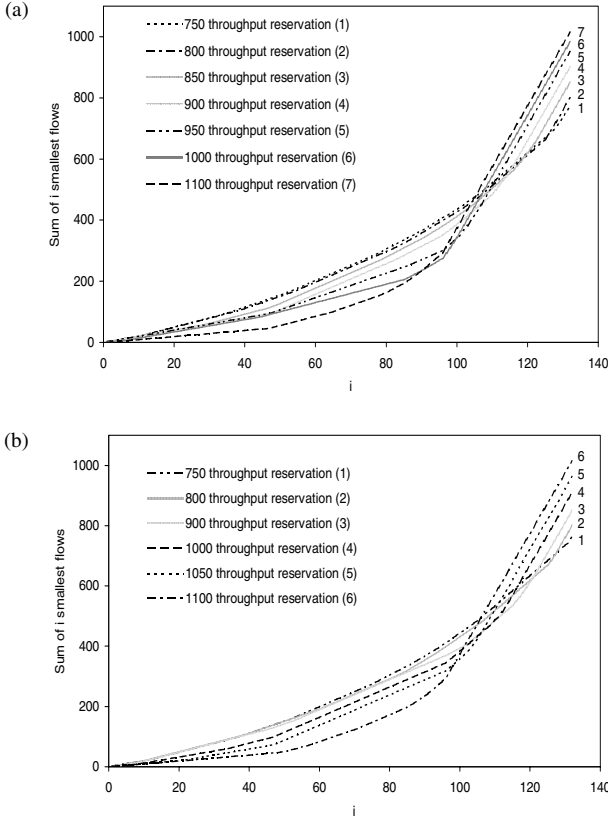 (a)
Sum of i smallest flows
1000
800
600
400
200
0
750 throughput reservation (1)
800 throughput reservation (2)
850 throughput reservation (3)
900 throughput reservation (4)
950 throughput reservation (5)
1000 throughput reservation (6)
1100 throughput reservation (7)
7
6
5
4
3
2
1
0 20 40 60 80 100 120 140
i
(b)
Sum of i smallest flows
1000
800
600
400
200
0
750 throughput reservation (1)
800 throughput reservation (2)
900 throughput reservation (3)
1000 throughput reservation (4)
1050 throughput reservation (5)
1100 throughput reservation (6)
6
5
4
3
2
1
0 20 40 60 80 100 120 140
i